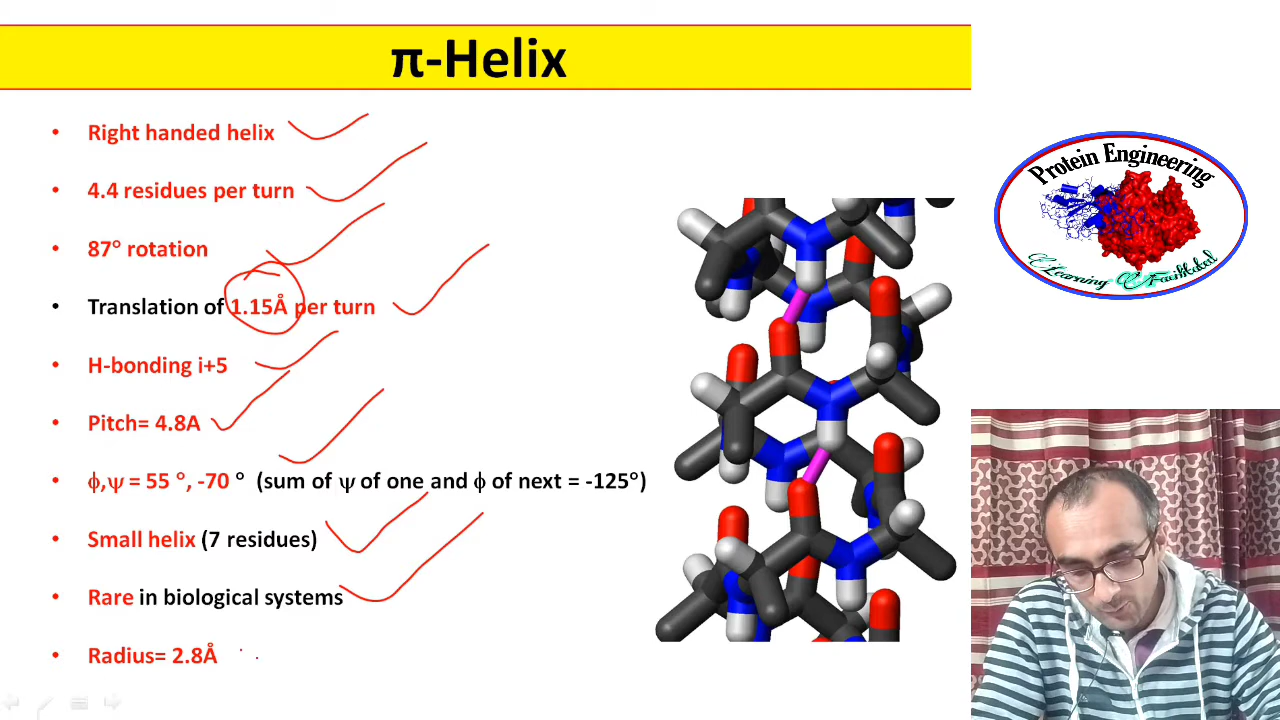 π-Helix
• Right handed helix
• 4.4 residues per turn
• 87° rotation
• Translation of 1.15Å per turn
• H-bonding i+5
• Pitch= 4.8A
• ϕ,ψ = 55 °, -70 ° (sum of ψ of one and ϕ of next = -125°)
• Small helix (7 residues)
• Rare in biological systems
• Radius= 2.8Å
Protein Engineering
Learning Facilitated